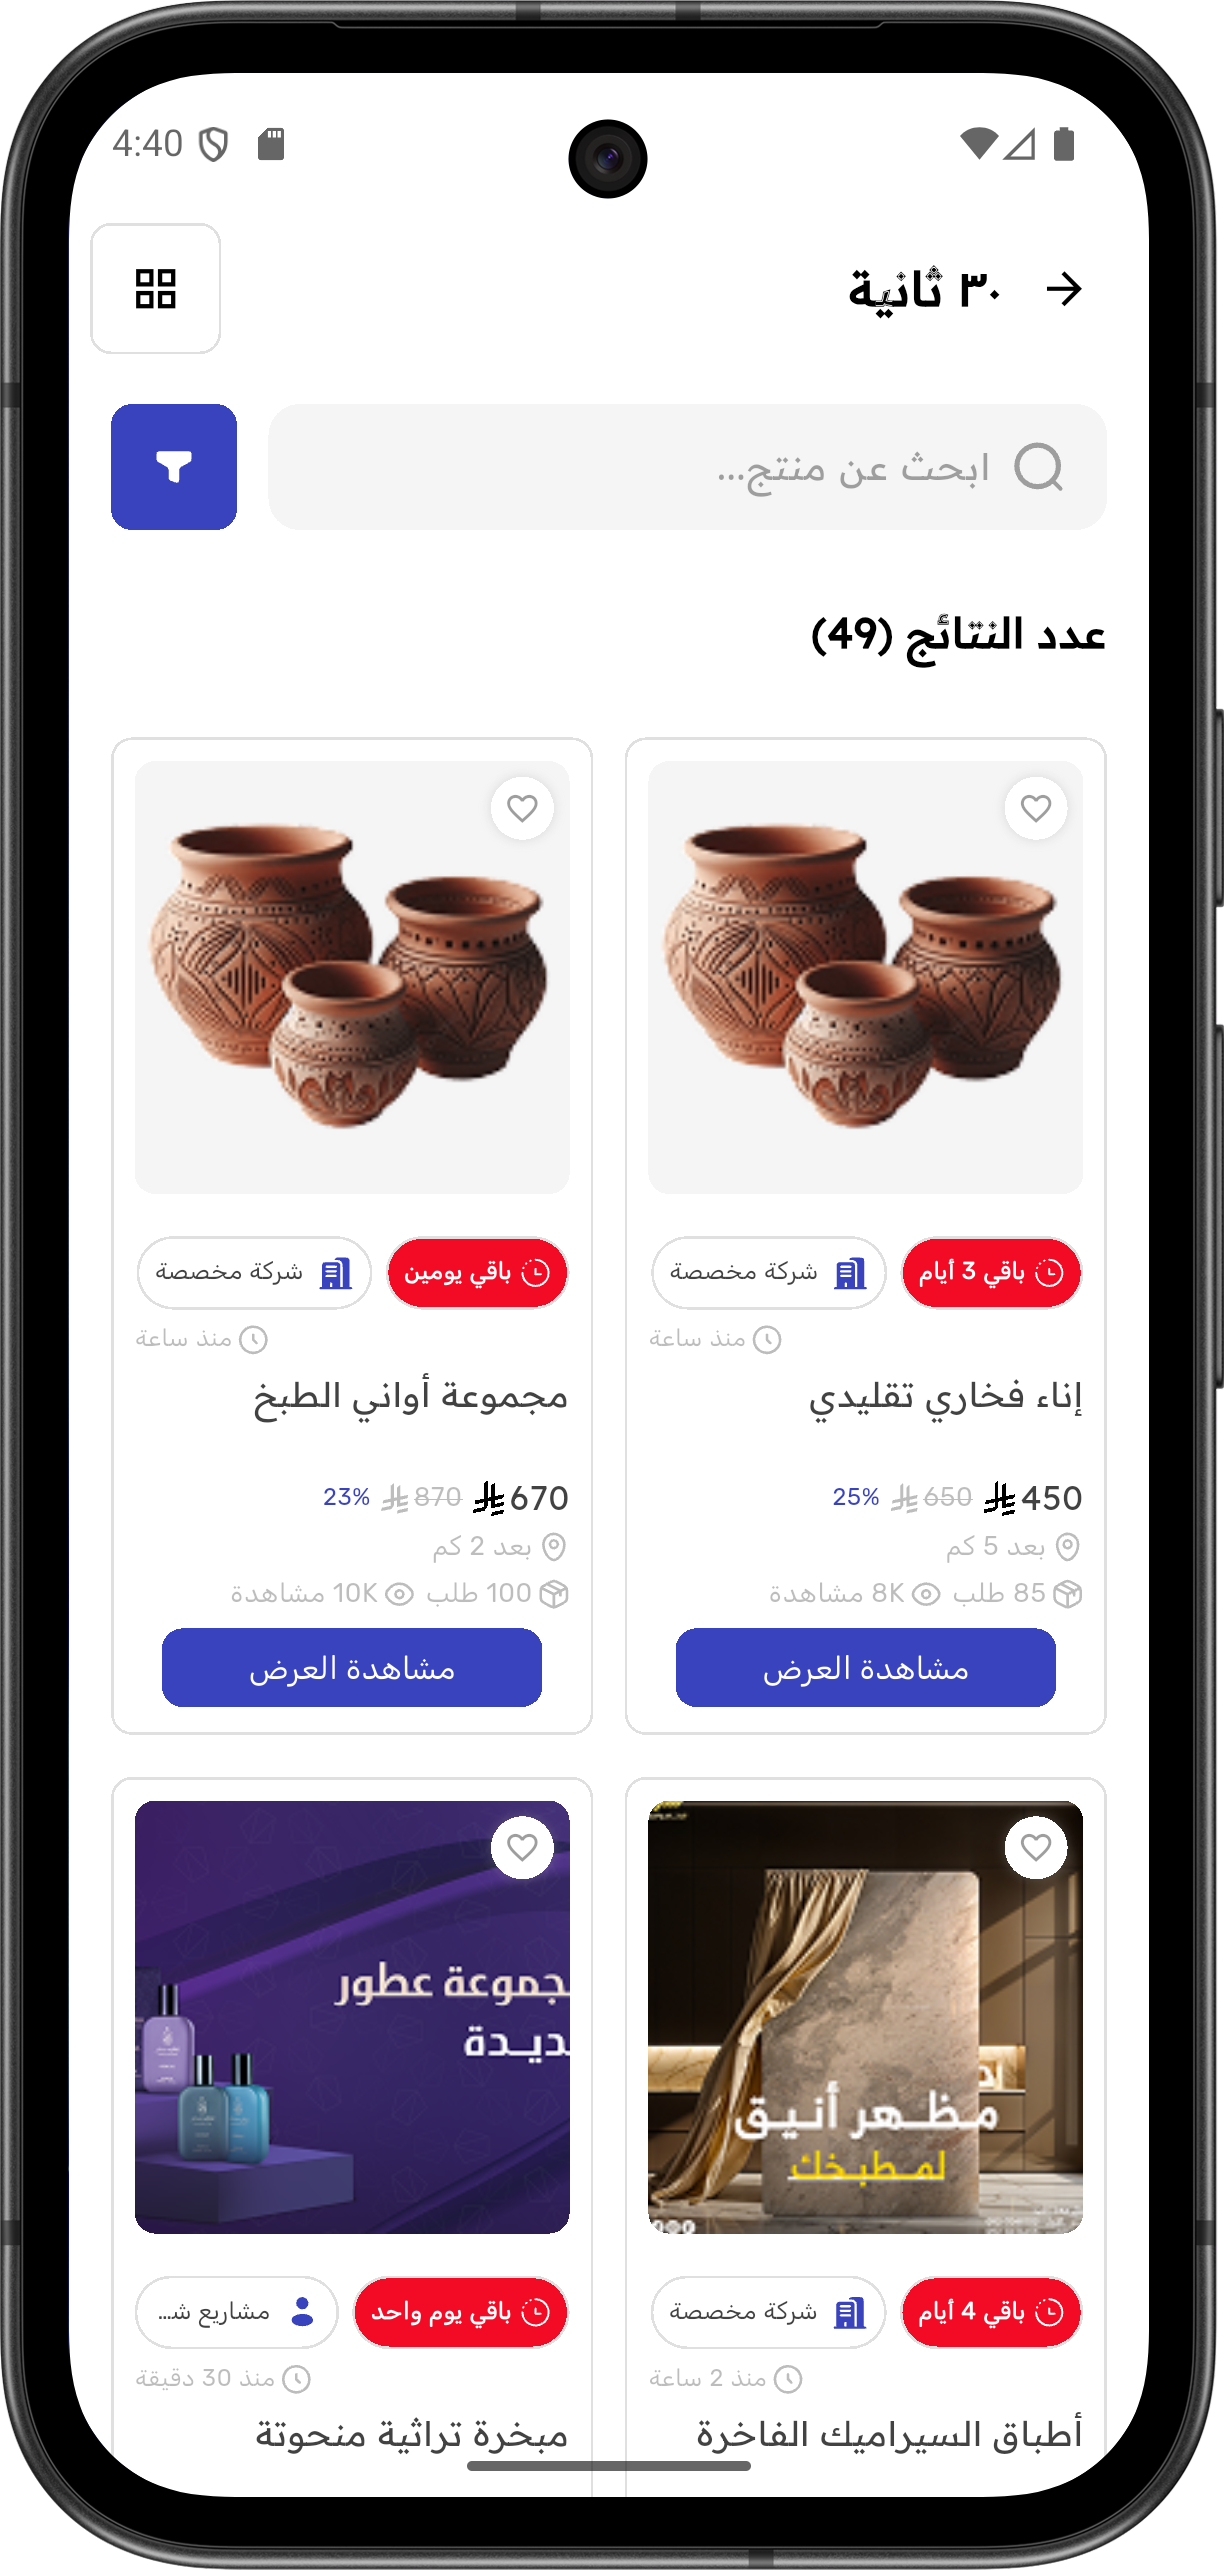 4:40
٣٠ ثانية
ابحث عن منتج...
عدد النتائج (49)
باقي 3 أيام
شركة مخصصة
منذ ساعة
إناء فخاري تقليدي
450 650 25%
بعد 5 كم
85 طلب 8K مشاهدة
مشاهدة العرض
باقي يومين
شركة مخصصة
منذ ساعة
مجموعة أواني الطبخ
670 870 23%
بعد 2 كم
100 طلب 10K مشاهدة
مشاهدة العرض
مظهر أنيق
لمطبخك
باقي 4 أيام
شركة مخصصة
منذ 2 ساعة
أطباق السيراميك الفاخرة
جموعة عطور
ديدة
باقي يوم واحد
مشاريع شـ...
منذ 30 دقيقة
مبخرة تراثية منحوتة